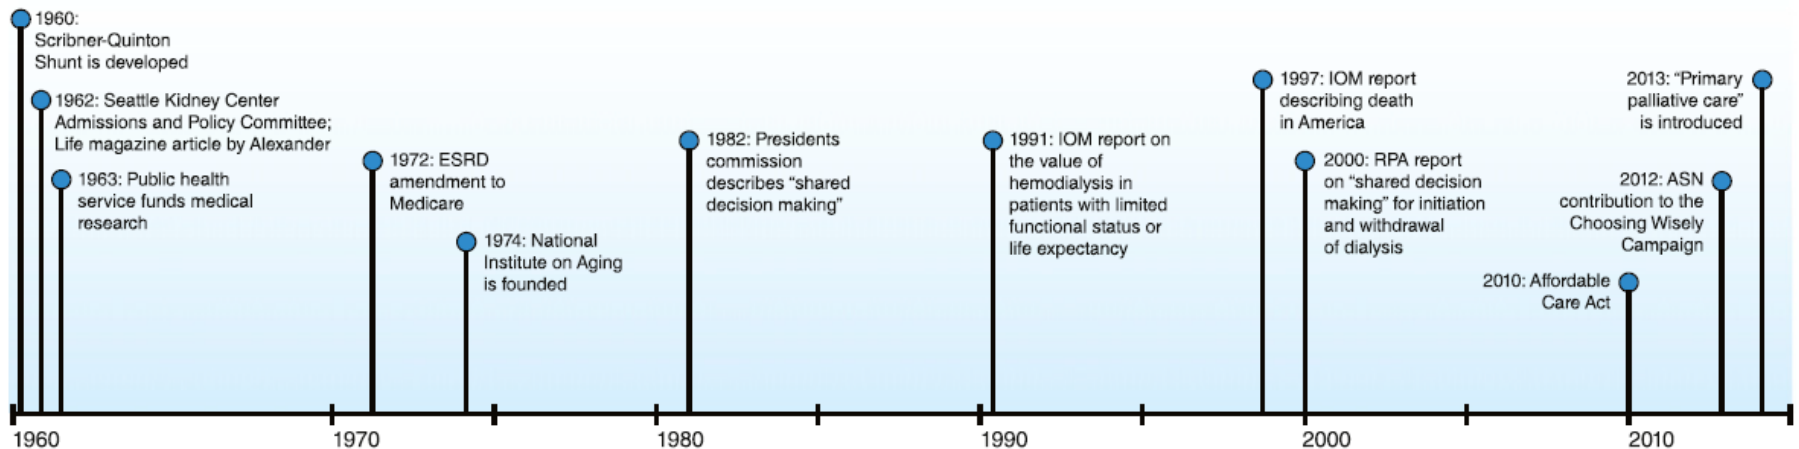 1960:
Scribner-Quinton
Shunt is developed
1962: Seattle Kidney Center
Admissions and Policy Committee;
Life magazine article by Alexander
1963: Public health
service funds medical
research
1972: ESRD
amendment to
Medicare
1974: National
Institute on Aging
is founded
1982: Presidents
commission
describes “shared
decision making”
1991: IOM report on
the value of
hemodialysis in
patients with limited
functional status or
life expectancy
1997: IOM report
describing death
in America
2000: RPA report
on “shared decision
making” for initiation
and withdrawal
of dialysis
2010: Affordable
Care Act
2012: ASN
contribution to the
Choosing Wisely
Campaign
2013: “Primary
palliative care”
is introduced
1960
1970
1980
1990
2000
2010